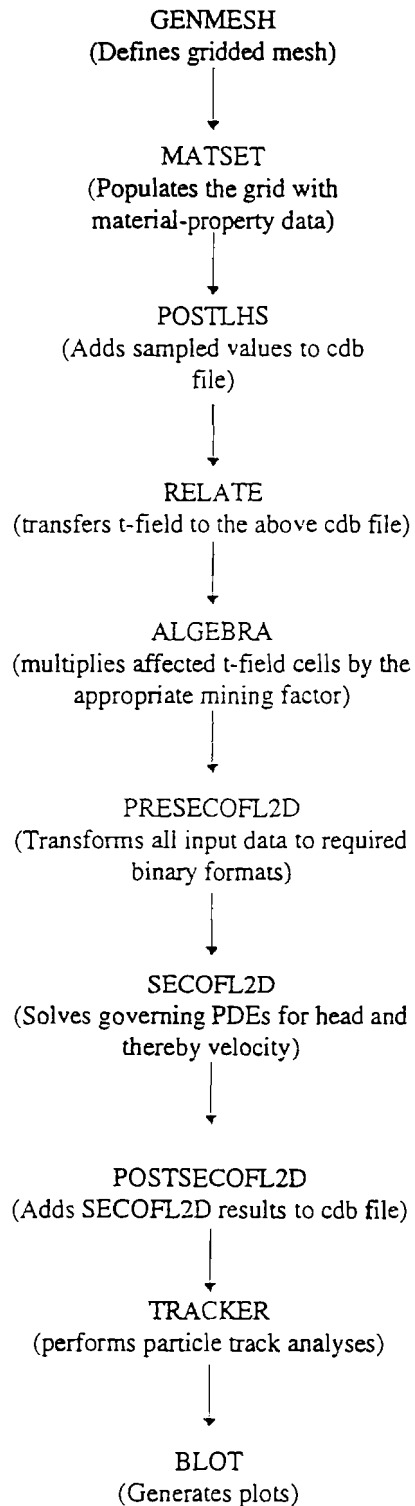 GENMESH
(Defines gridded mesh)
MATSET
(Populates the grid with
material-property data)
POSTLHS
(Adds sampled values to cdb
file)
RELATE
(transfers t-field to the above cdb file)
ALGEBRA
(multiplies affected t-field cells by the
appropriate mining factor)
PRESECOFL2D
(Transforms all input data to required
binary formats)
SECOFL2D
(Solves governing PDEs for head and
thereby velocity)
POSTSECOFL2D
(Adds SECOFL2D results to cdb file)
TRACKER
(performs particle track analyses)
BLOT
(Generates plots)